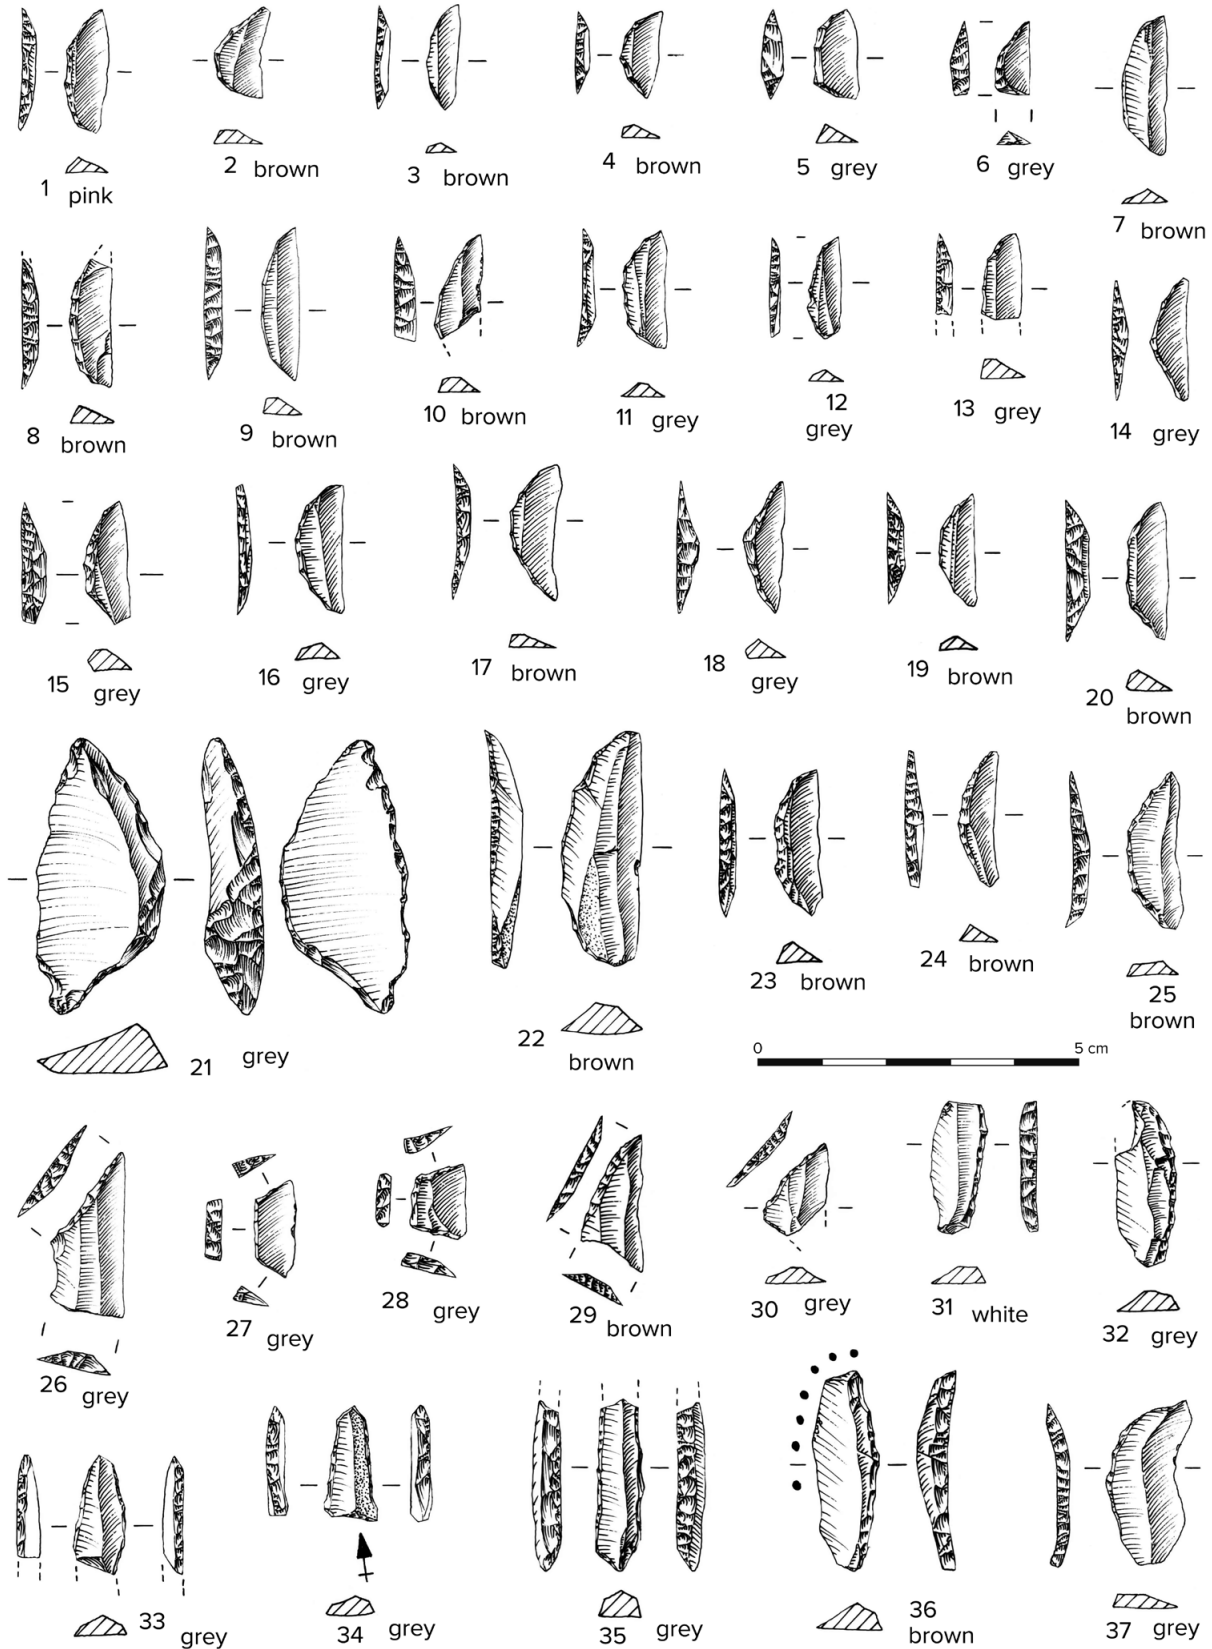 1 pink
2 brown
3 brown
4 brown
5 grey
6 grey
7 brown
8 brown
9 brown
10 brown
11 grey
12
grey
13 grey
14 grey
15 grey
16 grey
17 brown
18 grey
19 brown
20 brown
21 grey
22 brown
23 brown
24 brown
25
brown
0 5 cm
26 grey
27 grey
28 grey
29 brown
30 grey
31 white
32 grey
33 grey
34 grey
35 grey
36
brown
37 grey